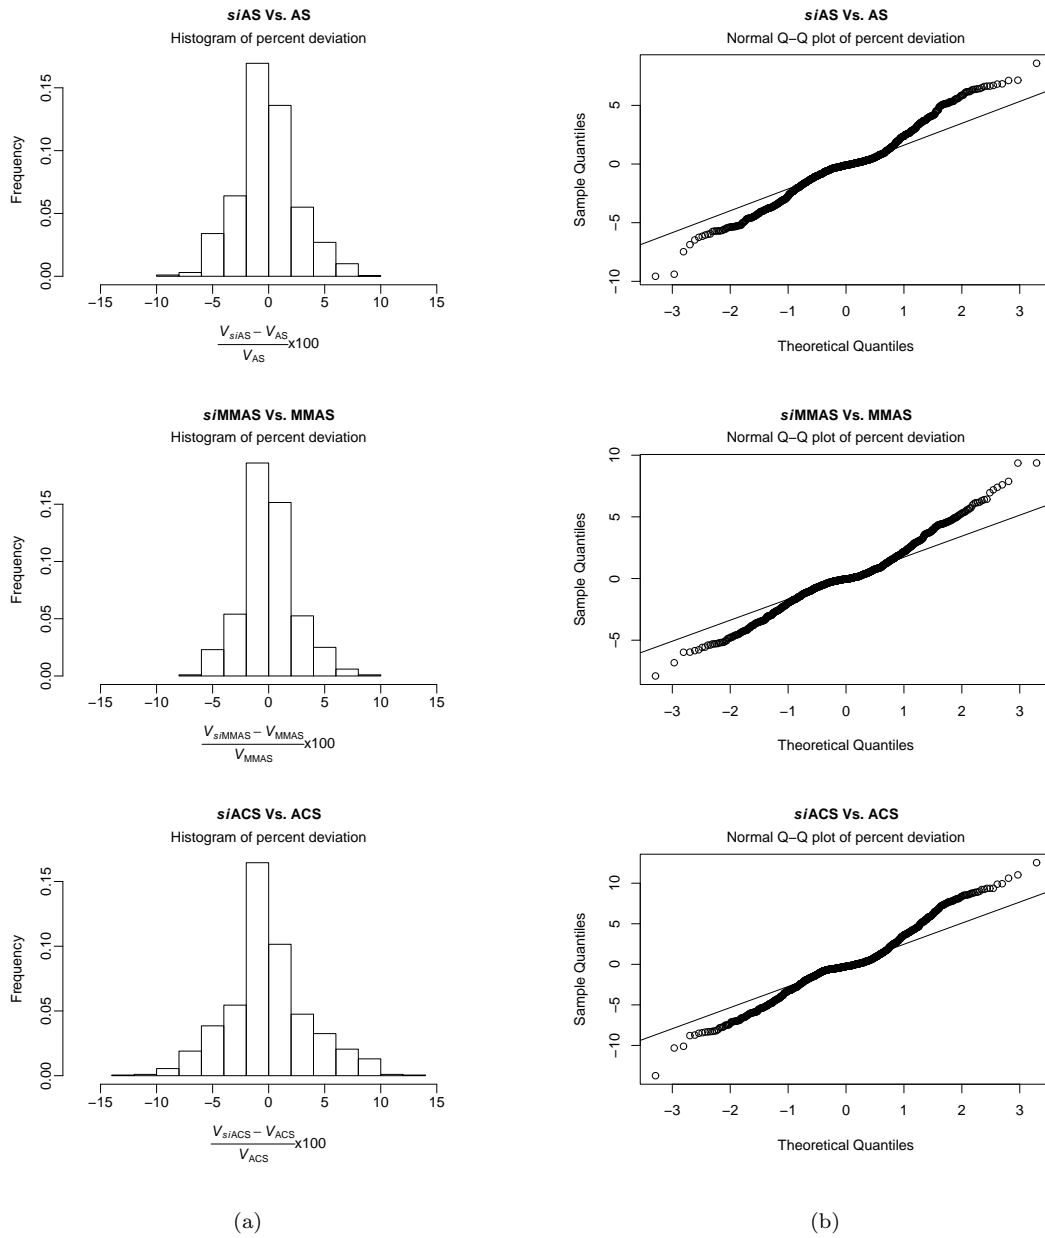 siAS Vs. AS
Histogram of percent deviation
Frequency
0.00 0.05 0.10 0.15
−15 −10 −5 0 5 10 15
VsiAS − VAS
VAS
x100
siAS Vs. AS
Normal Q−Q plot of percent deviation
Sample Quantiles
−10 −5 0 5
−3 −2 −1 0 1 2 3
Theoretical Quantiles
siMMAS Vs. MMAS
Histogram of percent deviation
Frequency
0.00 0.05 0.10 0.15
−15 −10 −5 0 5 10 15
VsiMMAS − VMMAS
VMMAS
x100
siMMAS Vs. MMAS
Normal Q−Q plot of percent deviation
Sample Quantiles
−5 0 5 10
−3 −2 −1 0 1 2 3
Theoretical Quantiles
siACS Vs. ACS
Histogram of percent deviation
Frequency
0.00 0.05 0.10 0.15
−15 −10 −5 0 5 10 15
VsiACS − VACS
VACS
x100
siACS Vs. ACS
Normal Q−Q plot of percent deviation
Sample Quantiles
−10 −5 0 5 10
−3 −2 −1 0 1 2 3
Theoretical Quantiles
(a)
(b)